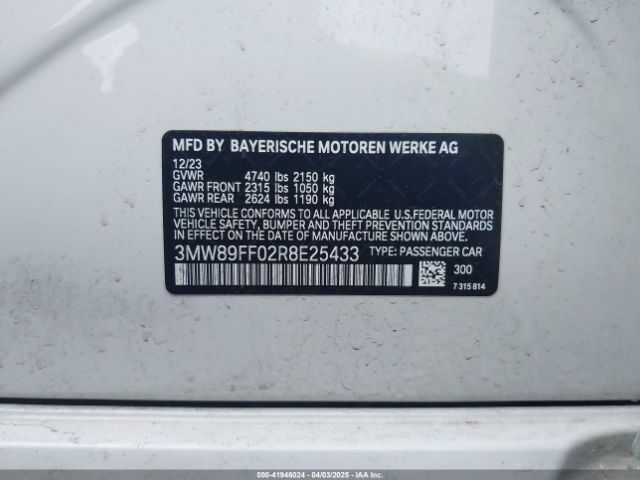 MFD BY BAYERISCHE MOTOREN WERKE AG
12/23
GVWR 4740 lbs 2150 kg
GAWR FRONT 2315 lbs 1050 kg
GAWR REAR 2624 lbs 1190 kg
THIS VEHICLE CONFORMS TO ALL APPLICABLE U.S.FEDERAL MOTOR
VEHICLE SAFETY, BUMPER AND THEFT PREVENTION STANDARDS
IN EFFECT ON THE DATE OF MANUFACTURE SHOWN ABOVE.
3MW89FF02R8E25433 TYPE: PASSENGER CAR
300
7 315 814
000-41946024 - 04/03/2025 - IAAI.COM